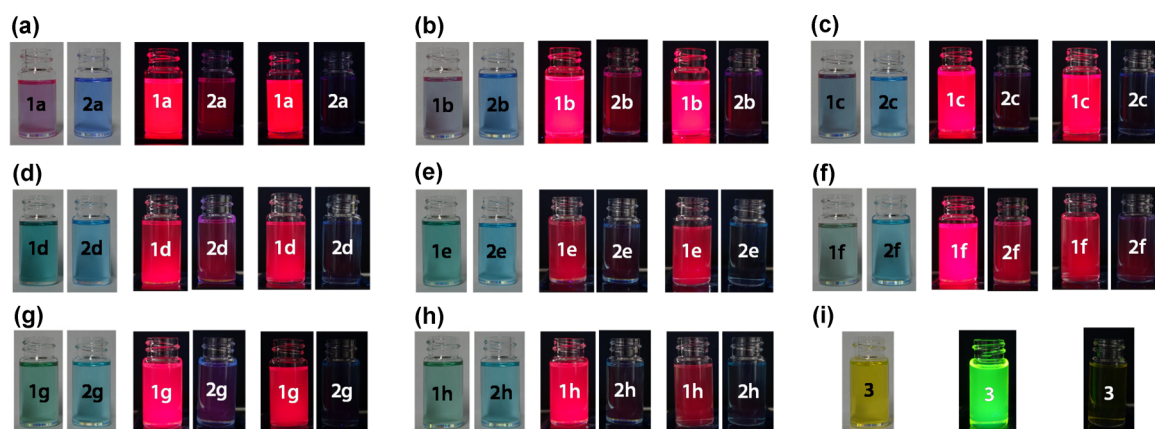 (a) (b) (c)
1a 2a 1a 2a 1a 2a 1b 2b 1b 2b 1b 2b 1c 2c 1c 2c 1c 2c
(d) (e) (f)
1d 2d 1d 2d 1d 2d 1e 2e 1e 2e 1e 2e 1f 2f 1f 2f 1f 2f
(g) (h) (i)
1g 2g 1g 2g 1g 2g 1h 2h 1h 2h 1h 2h 3 3 3